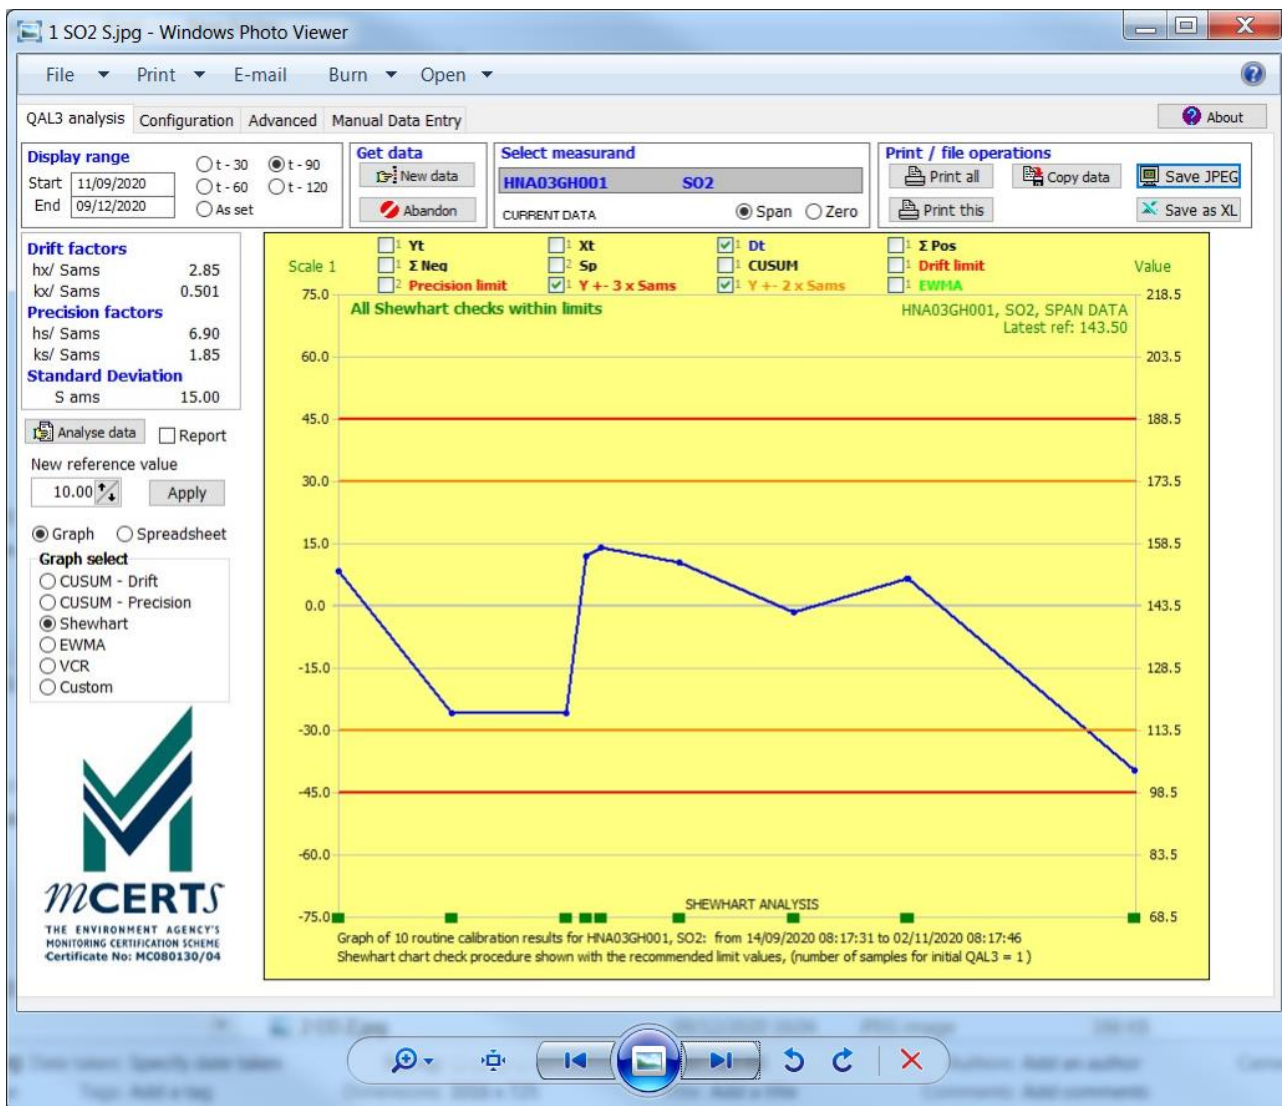 1 SO2 S.jpg - Windows Photo Viewer
File Print E-mail Burn Open
QAL3 analysis Configuration Advanced Manual Data Entry About
Display range
Start 11/09/2020
End 09/12/2020
t - 30 t - 90
t - 60 t - 120
As set
Get data
New data
Abandon
Select measurand
HNA03GH001 SO2
CURRENT DATA Span Zero
Print / file operations
Print all Copy data Save JPEG
Print this Save as XL
Drift factors
hx/ Sams 2.85
kx/ Sams 0.501
Precision factors
hs/ Sams 6.90
ks/ Sams 1.85
Standard Deviation
S ams 15.00
Analyse data Report
New reference value
10.00 Apply
Graph Spreadsheet
Graph select
CUSUM - Drift
CUSUM - Precision
Shewhart
EWMA
VCR
Custom
mCERTS
THE ENVIRONMENT AGENCY'S
MONITORING CERTIFICATION SCHEME
Certificate No: MC080130/04
1 Yt 1 Xt 1 Dt 1 Σ Pos
Scale 1 1 Σ Neg 2 Sp 1 CUSUM 1 Drift limit Value
2 Precision limit 1 Y +- 3 x Sams 1 Y +- 2 x Sams 1 EWMA
75.0 218.5
All Shewhart checks within limits HNA03GH001, SO2, SPAN DATA
Latest ref: 143.50
60.0 203.5
45.0 188.5
30.0 173.5
15.0 158.5
0.0 143.5
-15.0 128.5
-30.0 113.5
-45.0 98.5
-60.0 83.5
SHEWHART ANALYSIS
-75.0 68.5
Graph of 10 routine calibration results for HNA03GH001, SO2: from 14/09/2020 08:17:31 to 02/11/2020 08:17:46
Shewhart chart check procedure shown with the recommended limit values, (number of samples for initial QAL3 = 1 )